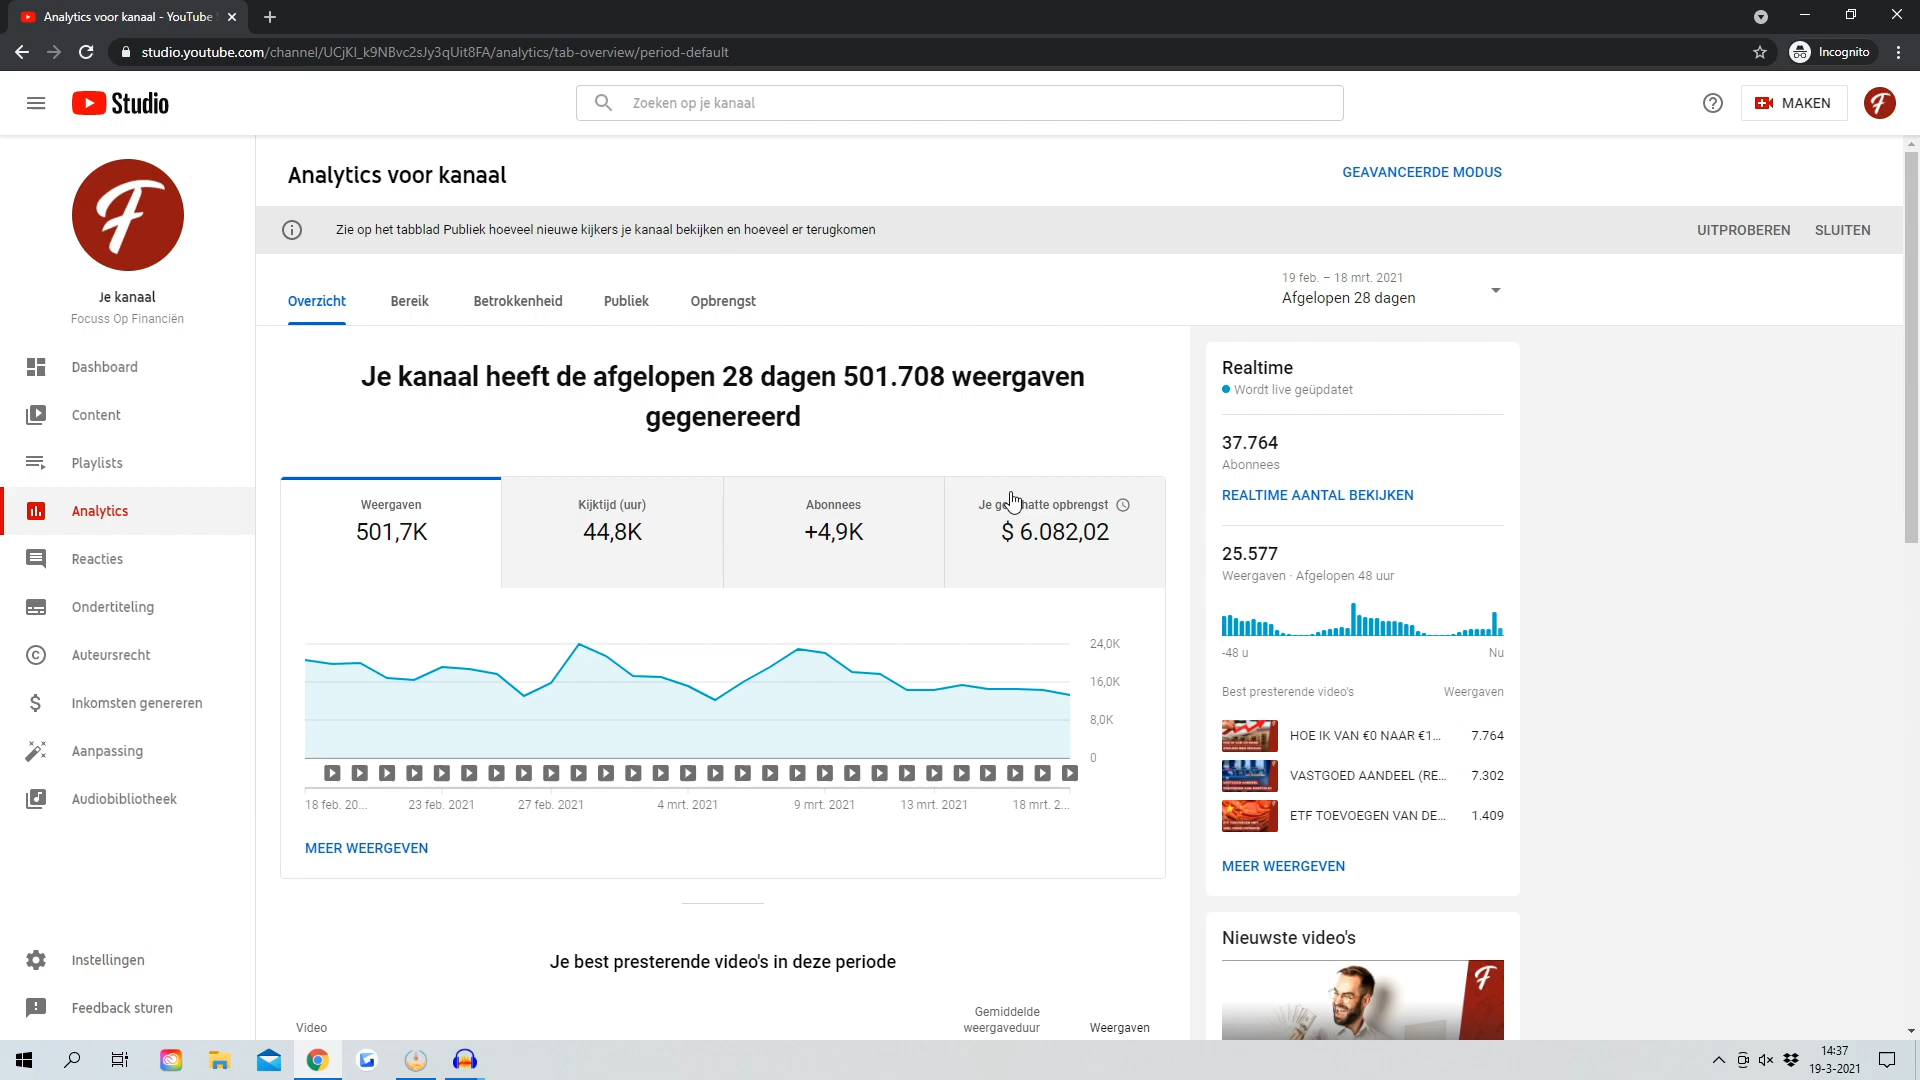 Analytics voor kanaal - YouTube
studio.youtube.com/channel/UCjKI_k9NBvc2sJy3qUit8FA/analytics/tab-overview/period-default
Incognito
Studio
Zoeken op je kanaal
MAKEN
Je kanaal
Focuss Op Financiën
Dashboard
Content
Playlists
Analytics
Reacties
Ondertiteling
Auteursrecht
Inkomsten genereren
Aanpassing
Audiobibliotheek
Instellingen
Feedback sturen
Analytics voor kanaal
GEAVANCEERDE MODUS
Zie op het tabblad Publiek hoeveel nieuwe kijkers je kanaal bekijken en hoeveel er terugkomen
UITPROBEREN SLUITEN
Overzicht Bereik Betrokkenheid Publiek Opbrengst
19 feb. – 18 mrt. 2021
Afgelopen 28 dagen
Je kanaal heeft de afgelopen 28 dagen 501.708 weergaven
gegenereerd
Weergaven
501,7K
Kijktijd (uur)
44,8K
Abonnees
+4,9K
Je opbrengst
$ 6.082,02
24,0K
16,0K
8,0K
0
18 feb. 20... 23 feb. 2021 27 feb. 2021 4 mrt. 2021 9 mrt. 2021 13 mrt. 2021 18 mrt. 2...
MEER WEERGEVEN
Je best presterende video's in deze periode
Video
Gemiddelde
weergaveduur
Weergaven
Realtime
Wordt live geüpdatet
37.764
Abonnees
REALTIME AANTAL BEKIJKEN
25.577
Weergaven · Afgelopen 48 uur
-48 u Nu
Best presterende video's Weergaven
HOE IK VAN €0 NAAR €1... 7.764
VASTGOED AANDEEL (RE... 7.302
ETF TOEVOEGEN VAN DE... 1.409
MEER WEERGEVEN
Nieuwste video's
14:37
19-3-2021